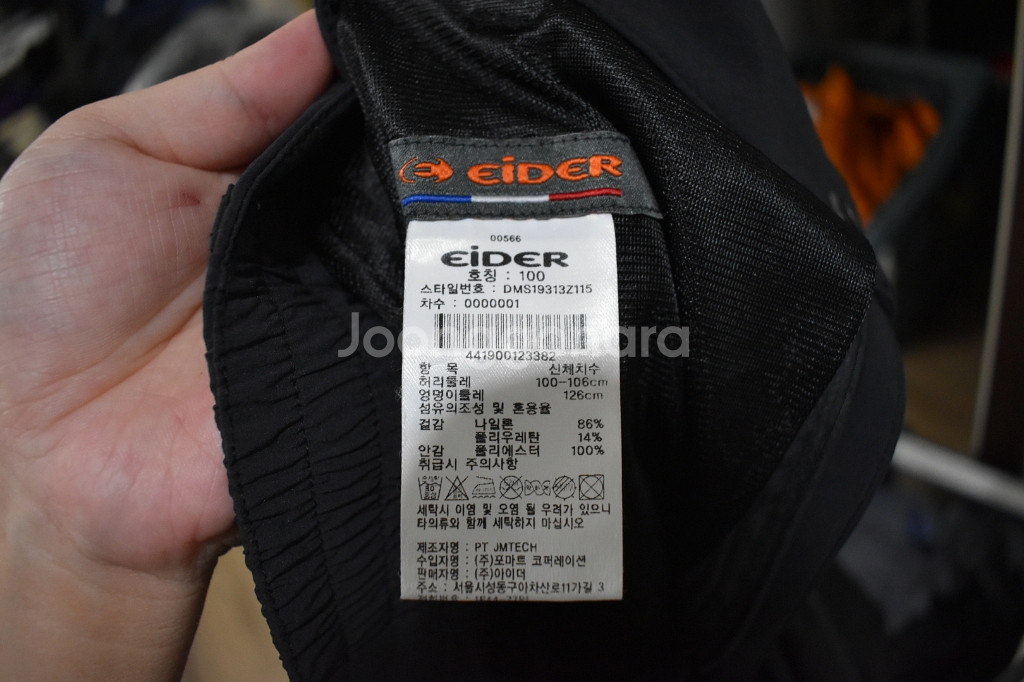 EiDER
00566
EiDER
호칭 : 100
스타일번호 : DMS19313Z115
차수 : 0000001
Joonggonara
441900123382
항 목 신체치수
허리둘레 100-106cm
엉덩이둘레 126cm
섬유의조성 및 혼용율
겉감 나일론 86%
폴리우레탄 14%
안감 폴리에스터 100%
취급시 주의사항
세탁시 이염 및 오염 될 우려가 있으니
타의류와 함께 세탁하지 마십시오
제조자명 : PT JMTECH
수입자명 : (주)포마트 코퍼레이션
판매자명 : (주)아이더
주소 : 서울시성동구아차산로11가길 3